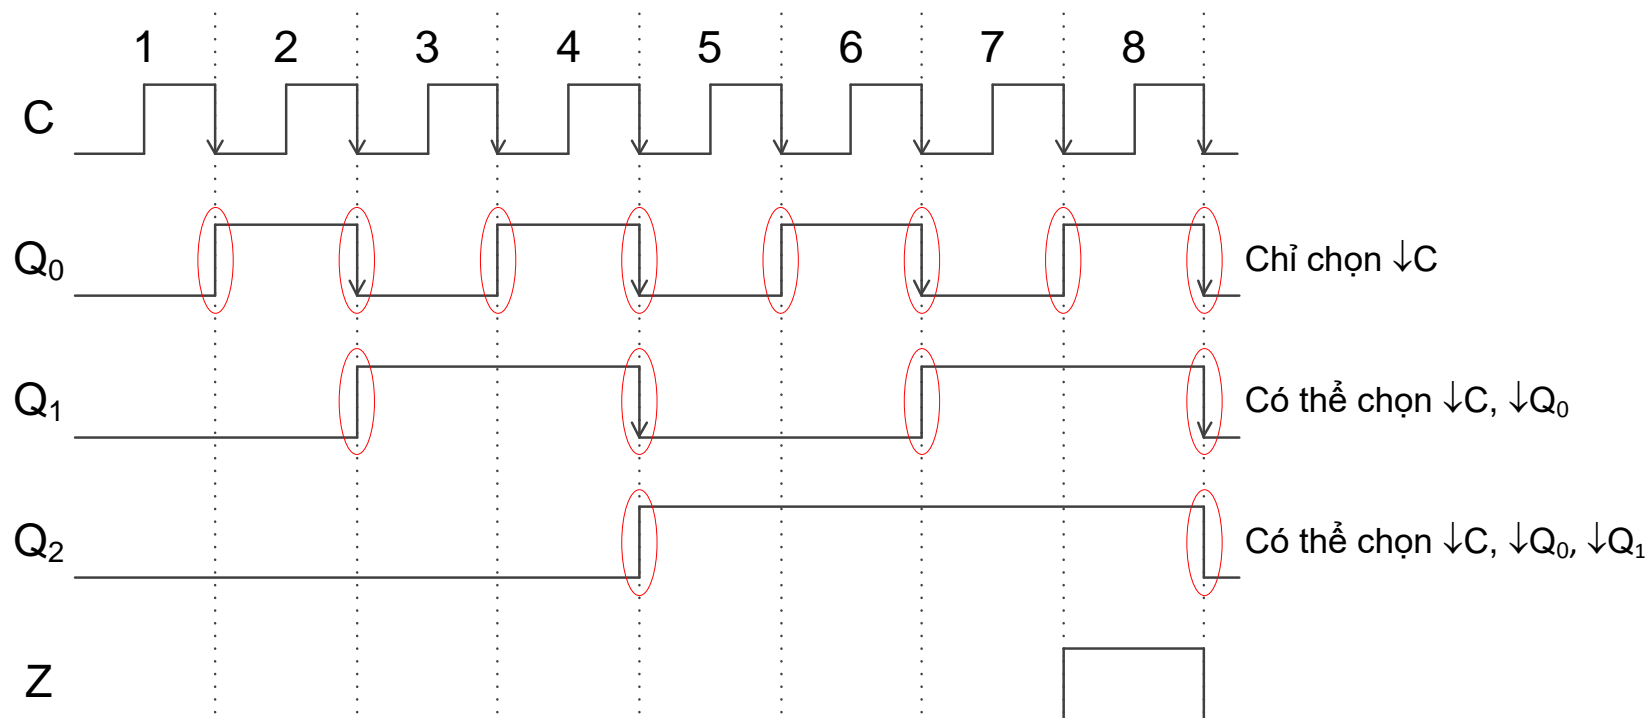 1 2 3 4 5 6 7 8
C
Q₀ Chỉ chọn ↓C
Q₁ Có thể chọn ↓C, ↓Q₀
Q₂ Có thể chọn ↓C, ↓Q₀, ↓Q₁
Z